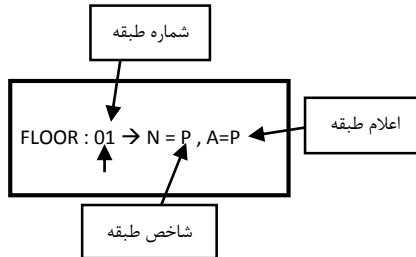 شماره طبقه
FLOOR : 01 → N = P , A=P
اعلام طبقه
شاخص طبقه